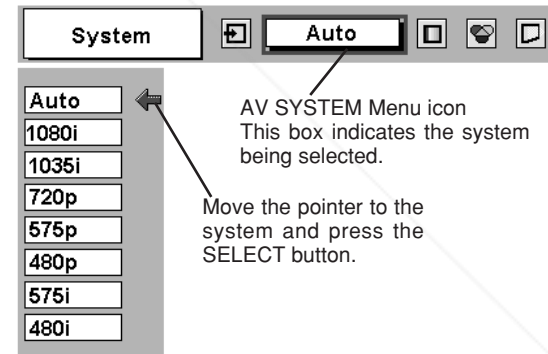 System
Auto
Auto
1080i
1035i
720p
575p
480p
575i
480i
AV SYSTEM Menu icon
This box indicates the system
being selected.
Move the pointer to the
system and press the
SELECT button.